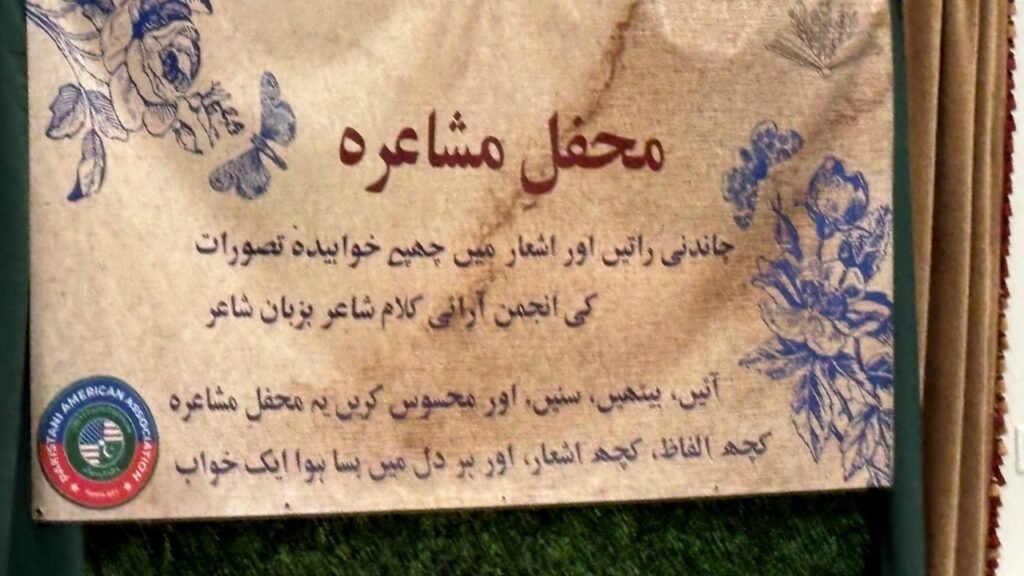 محفلِ مشاعرہ
چاندنی راتیں اور اشعار میں چھپے خوابیدہ تصورات
کی انجمن آرائی کلام شاعر بزبان شاعر
آئیں، بیٹھیں، سنیں، اور محسوس کریں یہ محفلِ مشاعرہ
کچھ الفاظ، کچھ اشعار، اور ہر دل میں بسا ہوا ایک خواب
PAKISTANI AMERICAN ASSOCIATION